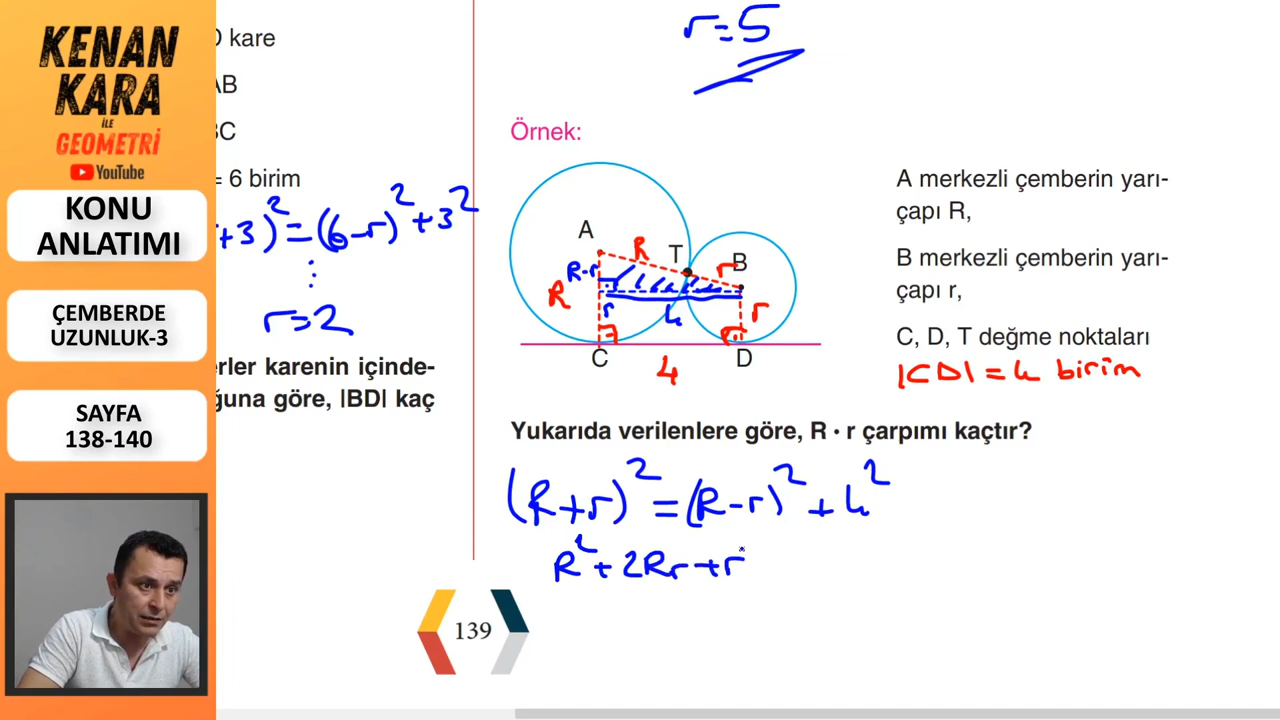 KENAN
KARA
İLE
GEOMETRİ
YouTube
KONU
ANLATIMI
ÇEMBERDE
UZUNLUK-3
SAYFA
138-140
kare
AB
BC
= 6 birim
+3)² = (6-r)² + 3²
⋮
r=2
erler karenin içinde-
ğuna göre, |BD| kaç
139
r=5
Örnek:
A
R
T
B
R-r
r
R
r
4
r
C
4
D
A merkezli çemberin yarı-
çapı R,
B merkezli çemberin yarı-
çapı r,
C, D, T değme noktaları
|CD| = 4 birim
Yukarıda verilenlere göre, R · r çarpımı kaçtır?
(R+r)² = (R-r)² + 4²
R² + 2Rr + r